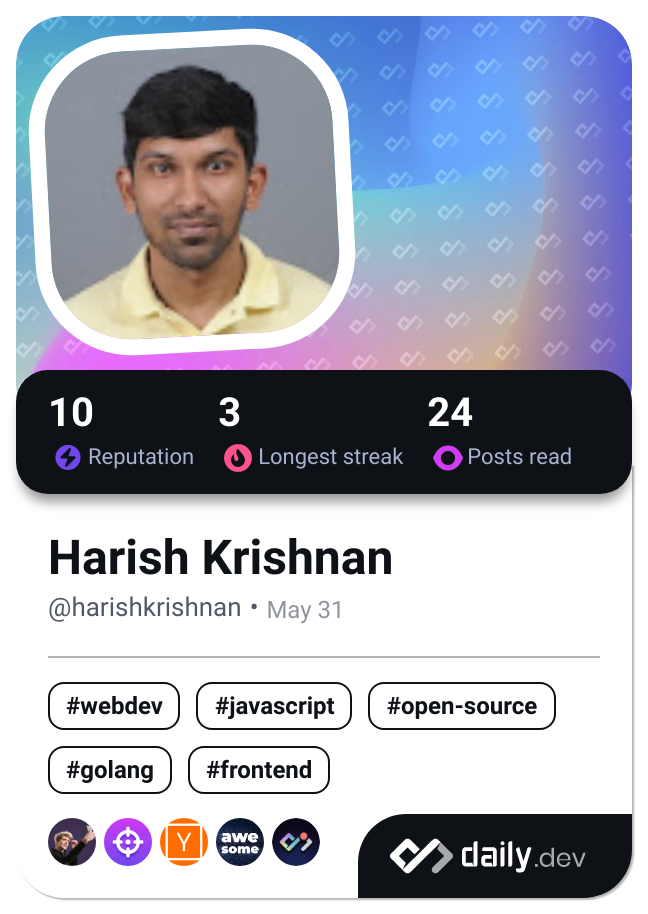 10 3 24
Reputation Longest streak Posts read
Harish Krishnan
@harishkrishnan • May 31
#webdev #javascript #open-source
#golang #frontend
Y awe some
daily.dev